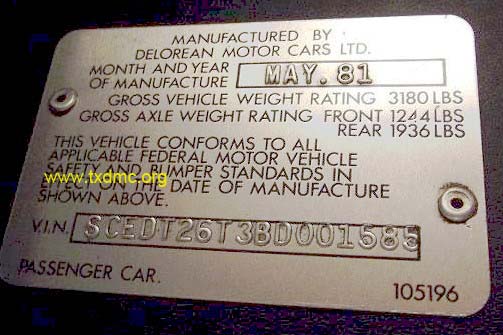 MANUFACTURED BY
DELOREAN MOTOR CARS LTD.
MONTH AND YEAR
OF MANUFACTURE MAY. 81
GROSS VEHICLE WEIGHT RATING 3180 LBS
GROSS AXLE WEIGHT RATING FRONT 1244 LBS
REAR 1936 LBS
THIS VEHICLE CONFORMS TO ALL
APPLICABLE FEDERAL MOTOR VEHICLE
www.txdmc.org
SAFETY AND BUMPER STANDARDS IN
EFFECT ON THE DATE OF MANUFACTURE
SHOWN ABOVE.
V.I.N. SCEDT26T3BD001585
PASSENGER CAR. 105196